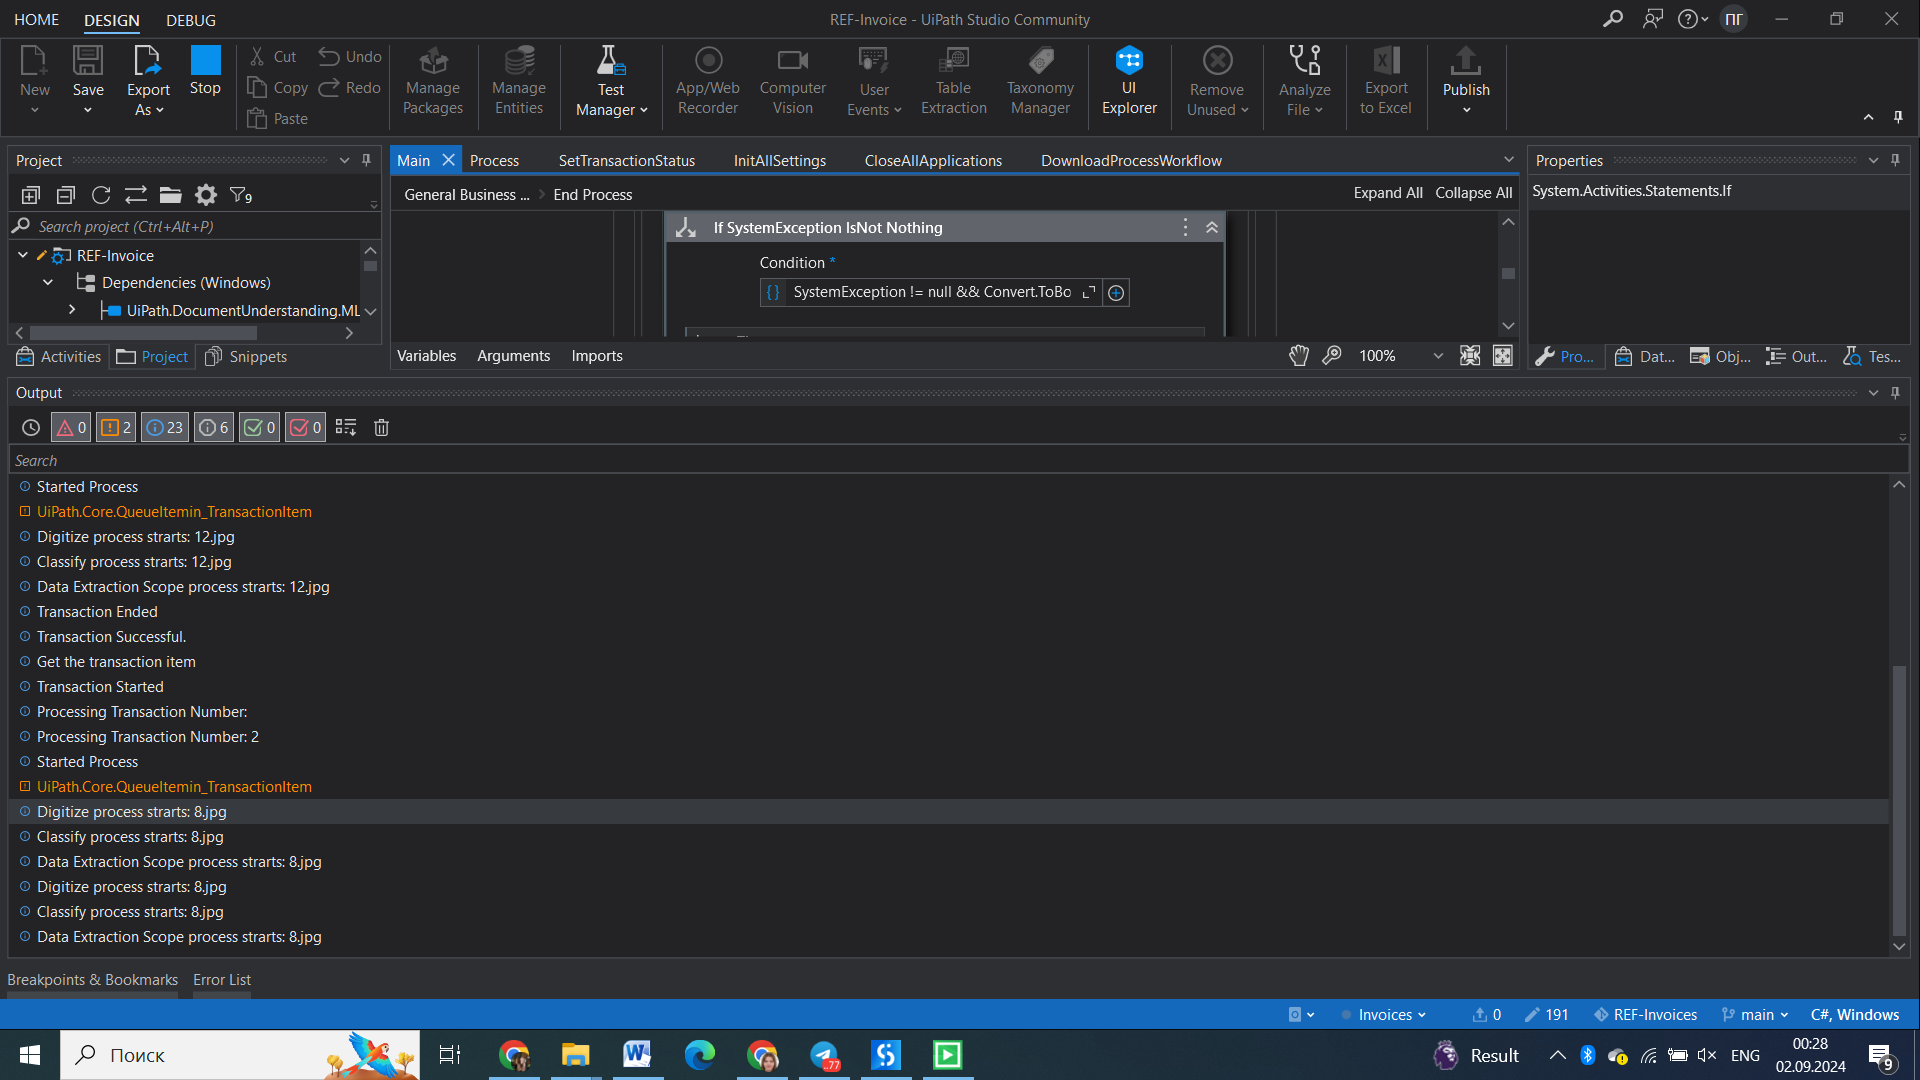 HOME DESIGN DEBUG
REF-Invoice - UiPath Studio Community
ПГ
New Save Export As Stop
Cut Copy Paste Undo Redo
Manage Packages
Manage Entities
Test Manager
App/Web Recorder
Computer Vision
User Events
Table Extraction
Taxonomy Manager
UI Explorer
Remove Unused
Analyze File
Export to Excel
Publish
Project
Main Process SetTransactionStatus InitAllSettings CloseAllApplications DownloadProcessWorkflow
Properties
9
General Business ... End Process
Expand All Collapse All
System.Activities.Statements.If
Search project (Ctrl+Alt+P)
If SystemException IsNot Nothing
REF-Invoice
Condition *
Dependencies (Windows)
SystemException != null && Convert.ToBo
UiPath.DocumentUnderstanding.ML
Activities Project Snippets
Variables Arguments Imports
100%
Pro... Dat... Obj... Out... Tes...
Output
0 2 23 6 0 0
Search
Started Process
UiPath.Core.QueueItemin_TransactionItem
Digitize process strarts: 12.jpg
Classify process strarts: 12.jpg
Data Extraction Scope process strarts: 12.jpg
Transaction Ended
Transaction Successful.
Get the transaction item
Transaction Started
Processing Transaction Number:
Processing Transaction Number: 2
Started Process
UiPath.Core.QueueItemin_TransactionItem
Digitize process strarts: 8.jpg
Classify process strarts: 8.jpg
Data Extraction Scope process strarts: 8.jpg
Digitize process strarts: 8.jpg
Classify process strarts: 8.jpg
Data Extraction Scope process strarts: 8.jpg
Breakpoints & Bookmarks Error List
Invoices 0 191 REF-Invoices main C#, Windows
Поиск
..77
Result
ENG
00:28
02.09.2024
9